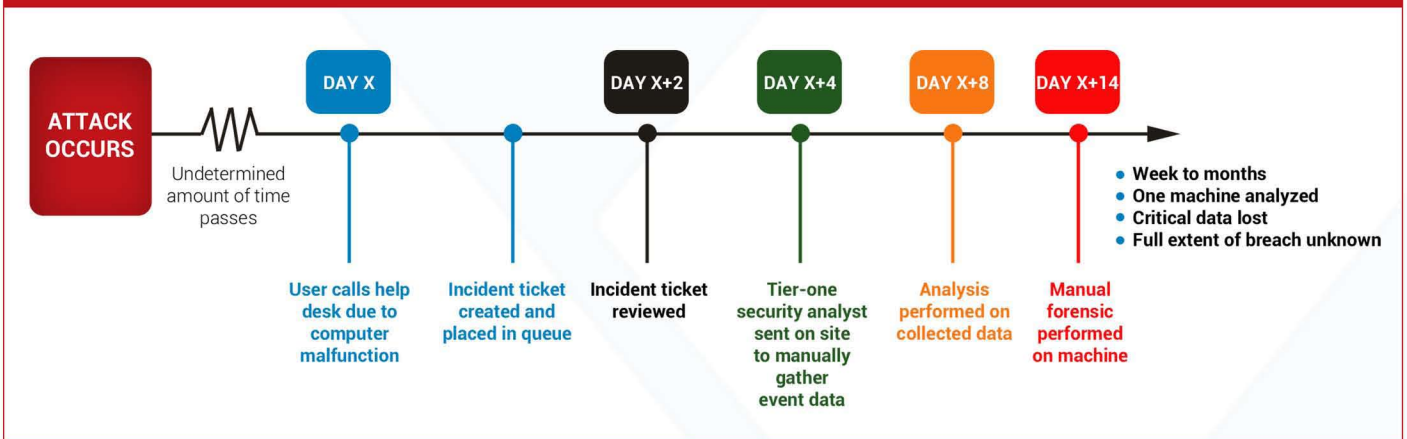 ATTACK
OCCURS
Undetermined
amount of time
passes
DAY X
DAY X+2
DAY X+4
DAY X+8
DAY X+14
User calls help
desk due to
computer
malfunction
Incident ticket
created and
placed in queue
Incident ticket
reviewed
Tier-one
security analyst
sent on site
to manually
gather
event data
Analysis
performed on
collected data
Manual
forensic
performed
on machine
• Week to months
• One machine analyzed
• Critical data lost
• Full extent of breach unknown